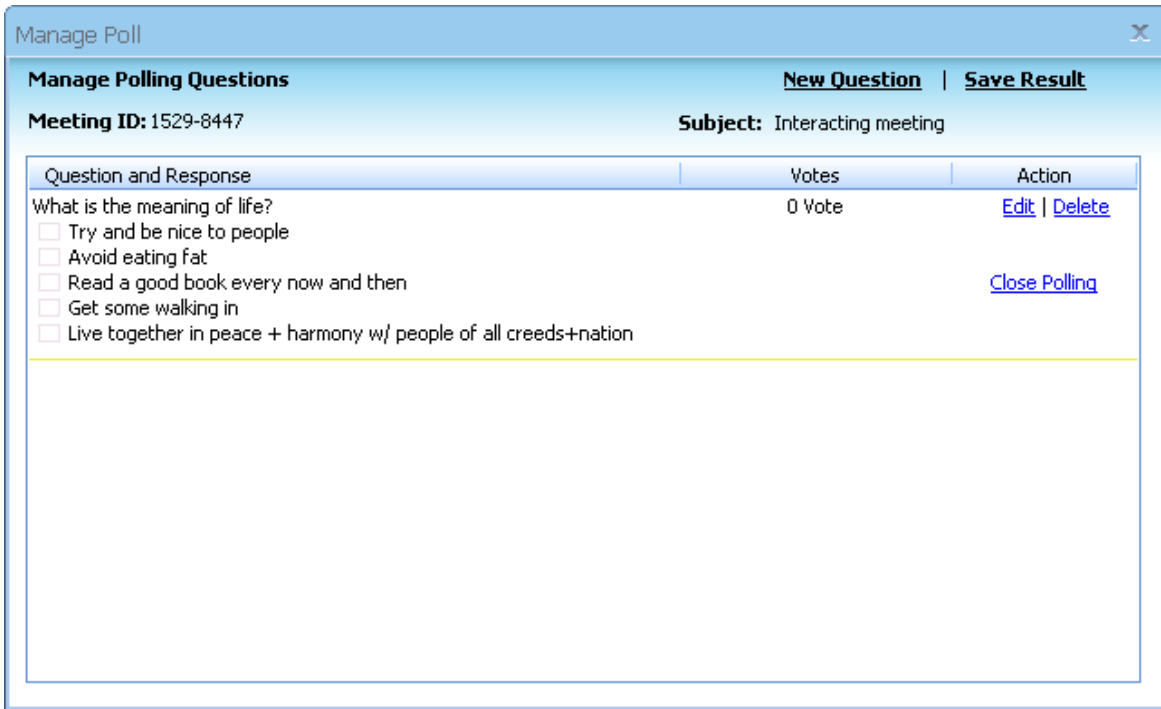 Manage Poll
Manage Polling Questions New Question | Save Result
Meeting ID: 1529-8447 Subject: Interacting meeting
Question and Response Votes Action
What is the meaning of life? 0 Vote Edit | Delete
Try and be nice to people
Avoid eating fat
Read a good book every now and then Close Polling
Get some walking in
Live together in peace + harmony w/ people of all creeds+nation